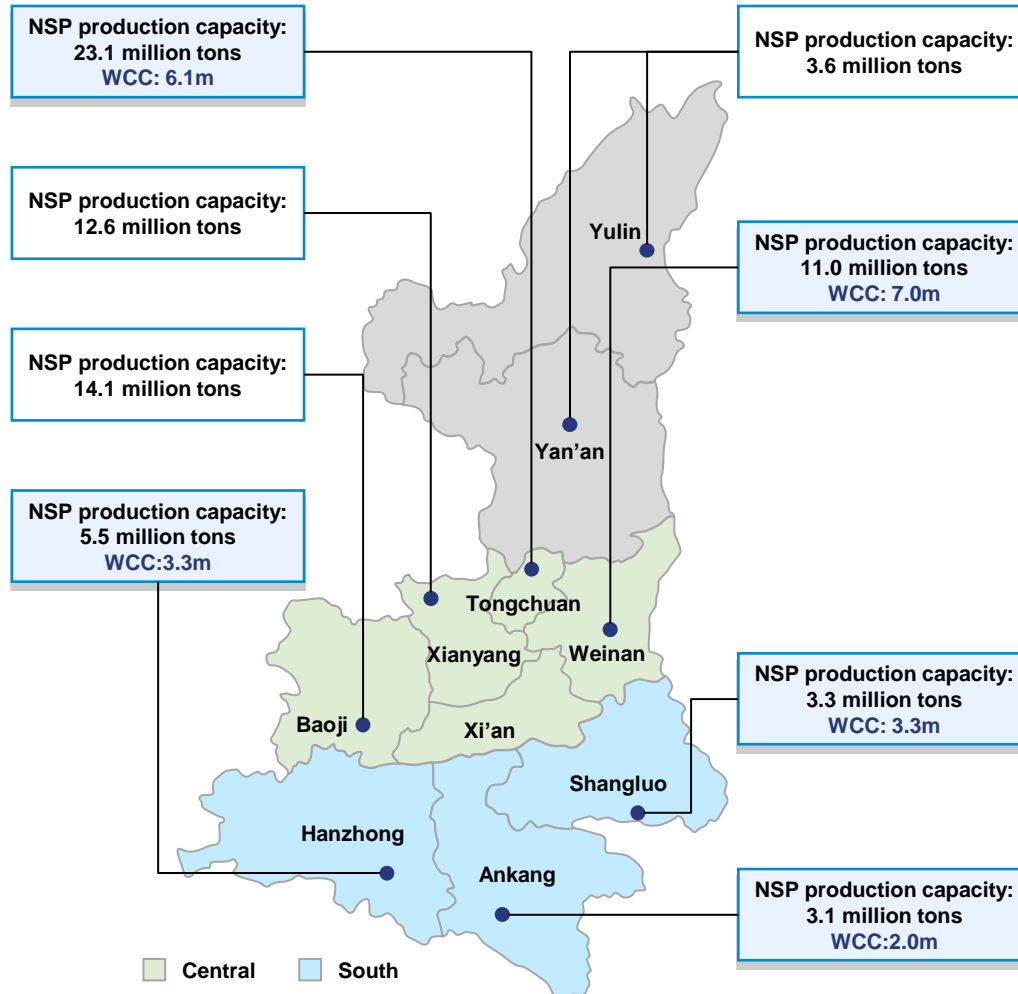 NSP production capacity:
23.1 million tons
WCC: 6.1m
NSP production capacity:
3.6 million tons
NSP production capacity:
12.6 million tons
Yulin
NSP production capacity:
11.0 million tons
WCC: 7.0m
NSP production capacity:
14.1 million tons
Yan'an
NSP production capacity:
5.5 million tons
WCC:3.3m
Tongchuan
Xianyang
Weinan
NSP production capacity:
3.3 million tons
WCC: 3.3m
Baoji
Xi'an
Shangluo
Hanzhong
Ankang
NSP production capacity:
3.1 million tons
WCC:2.0m
Central
South